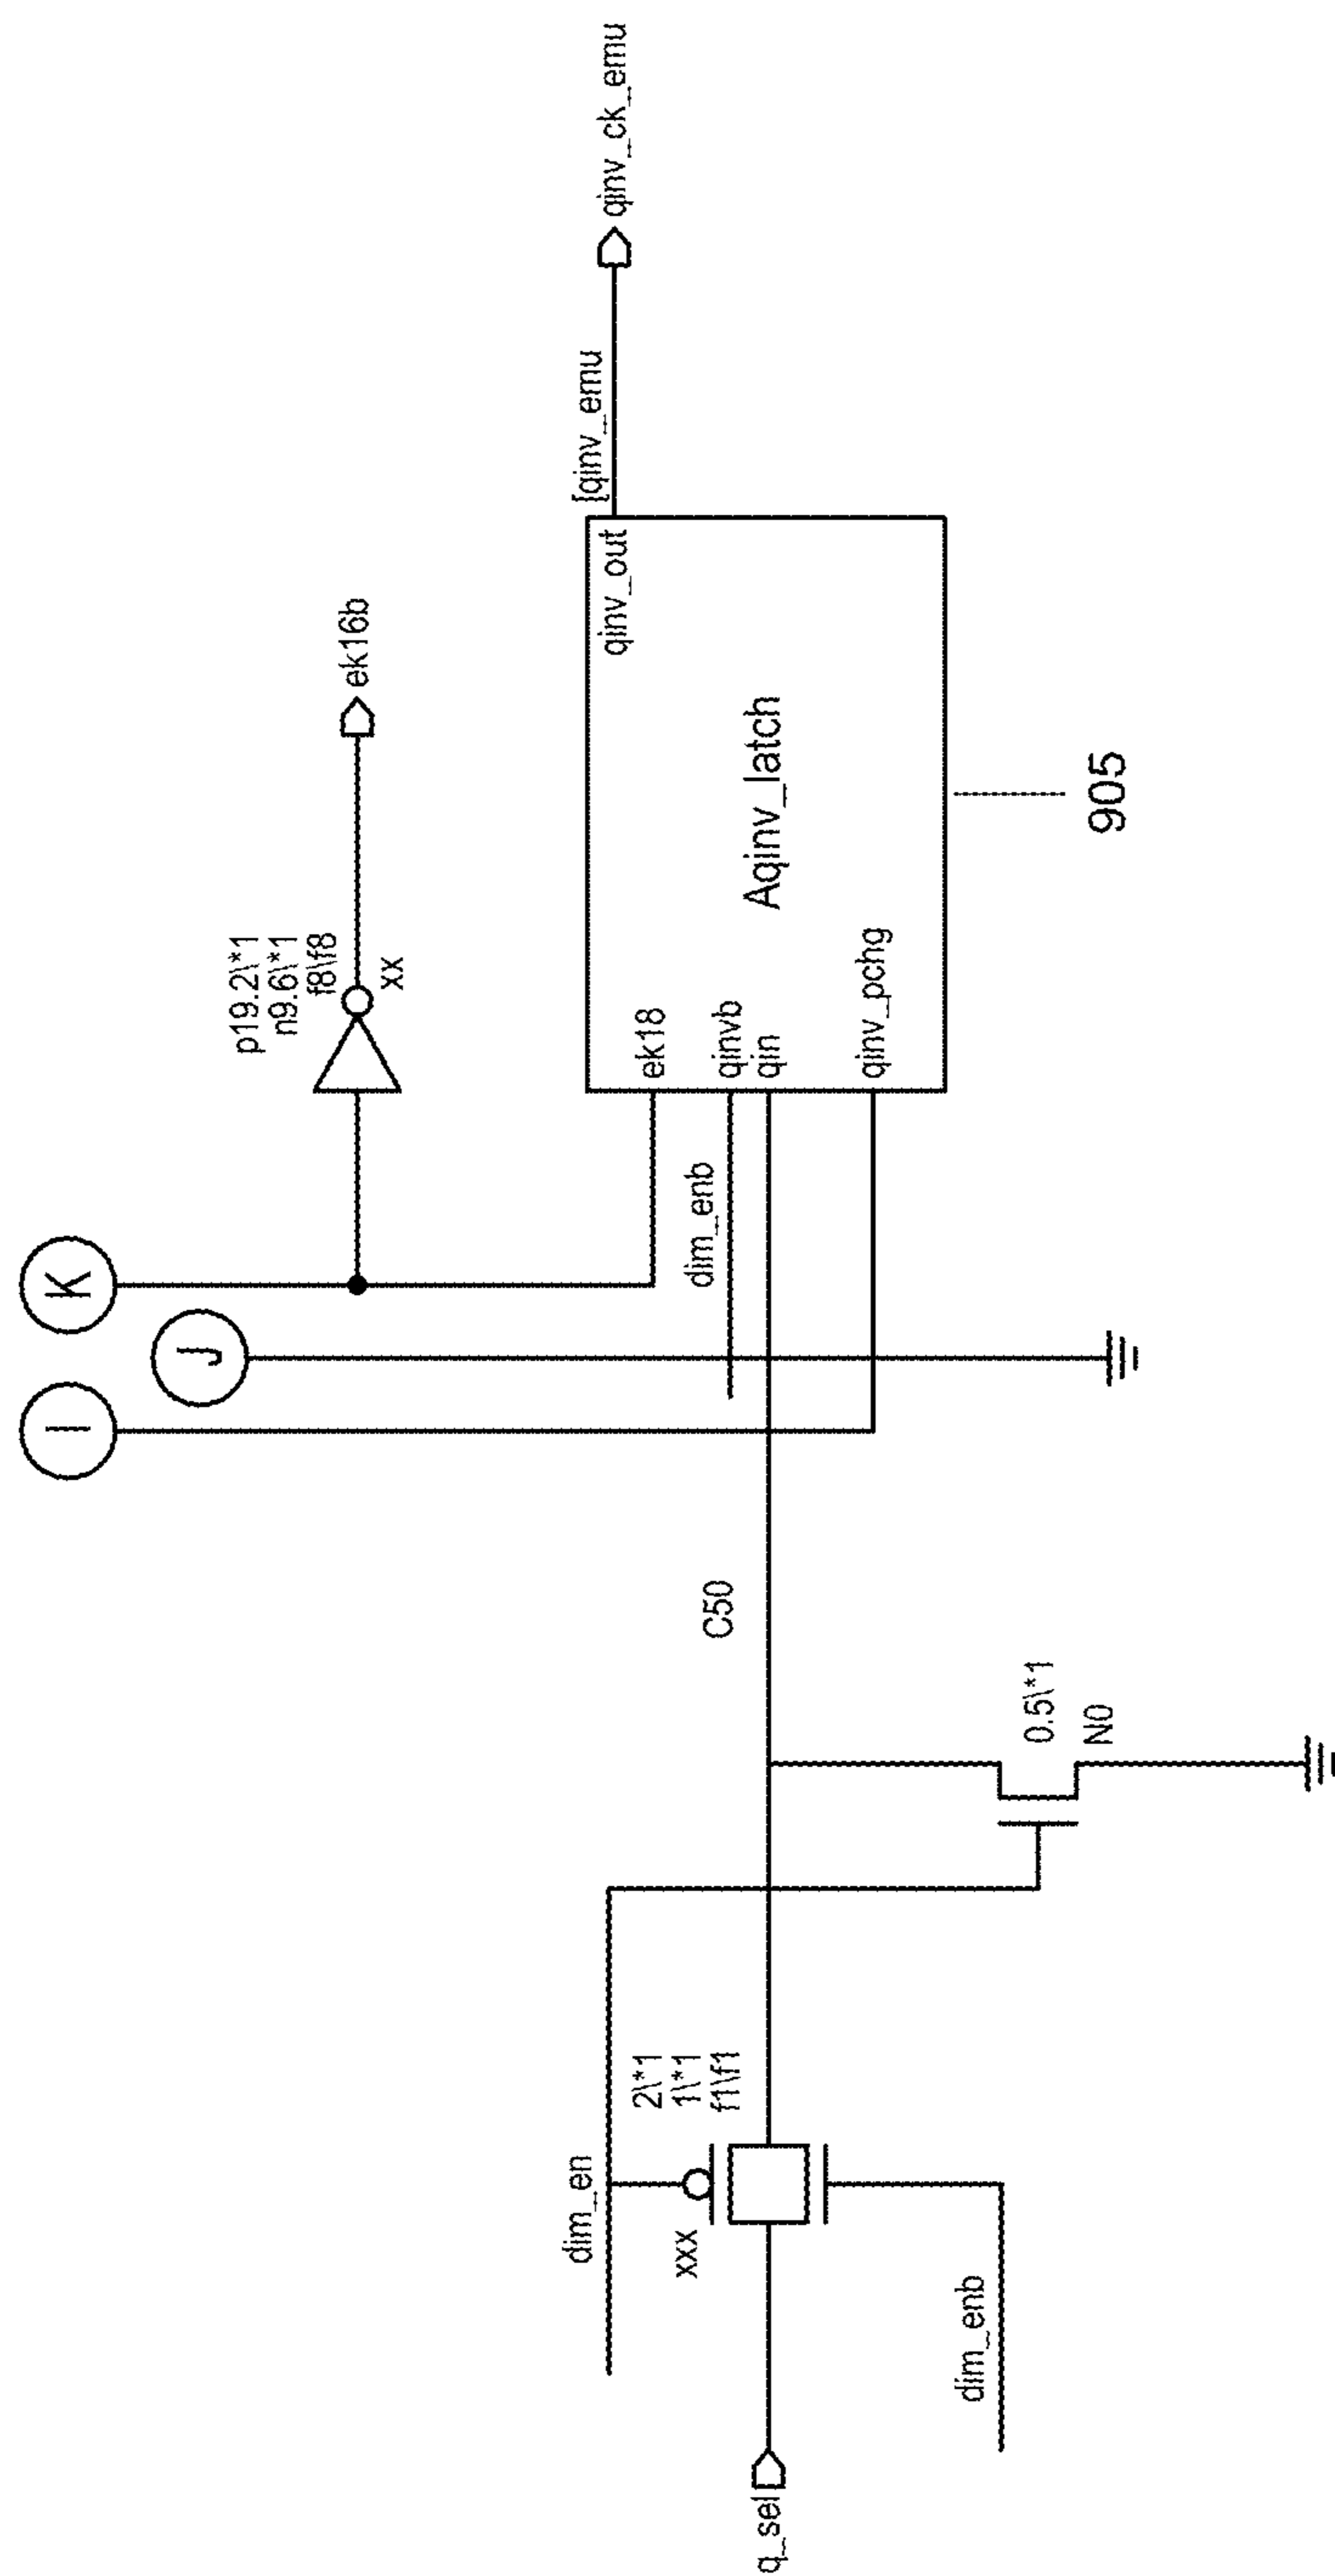 I
J
K
p19.2\*1
n9.6\*1
f8\f8
xx
ek16b
dim_en
xxx
2\*1
1\*1
f1\f1
q_sel
dim_enb
C50
0.5\*1
N0
dim_enb
ek18
qinvb
qin
qinv_pchg
Aqinv_latch
qinv_out
[qinv_emu
qinv_ck_emu
905